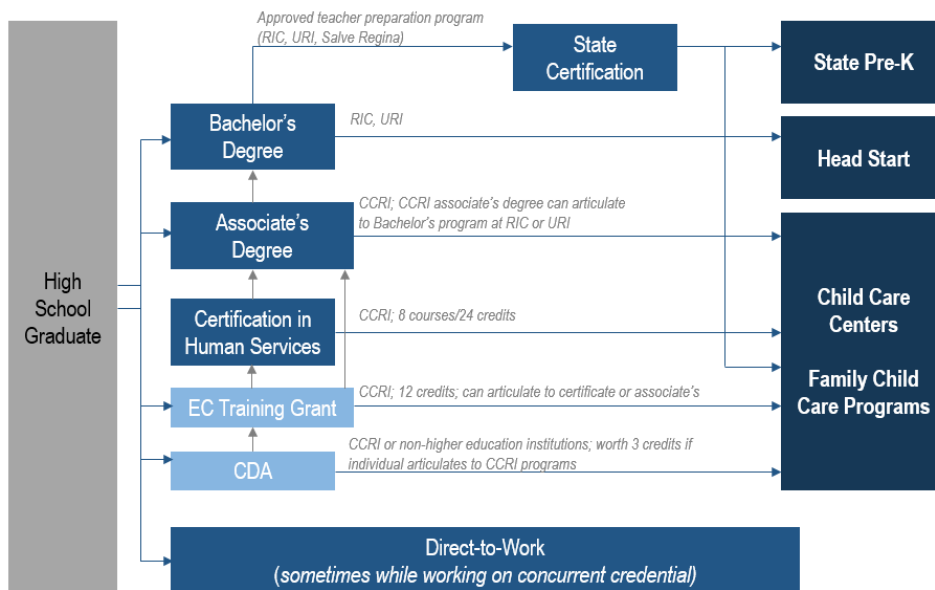 Approved teacher preparation program
(RIC, URI, Salve Regina)
State
Certification
State Pre-K
Bachelor's
Degree
RIC, URI
Head Start
CCRI; CCRI associate's degree can articulate
to Bachelor's program at RIC or URI
Associate's
Degree
High
School
Graduate
Certification in
Human Services
CCRI; 8 courses/24 credits
Child Care
Centers
Family Child
Care Programs
EC Training Grant
CCRI; 12 credits; can articulate to certificate or associate's
CCRI or non-higher education institutions; worth 3 credits if
individual articulates to CCRI programs
CDA
Direct-to-Work
(sometimes while working on concurrent credential)